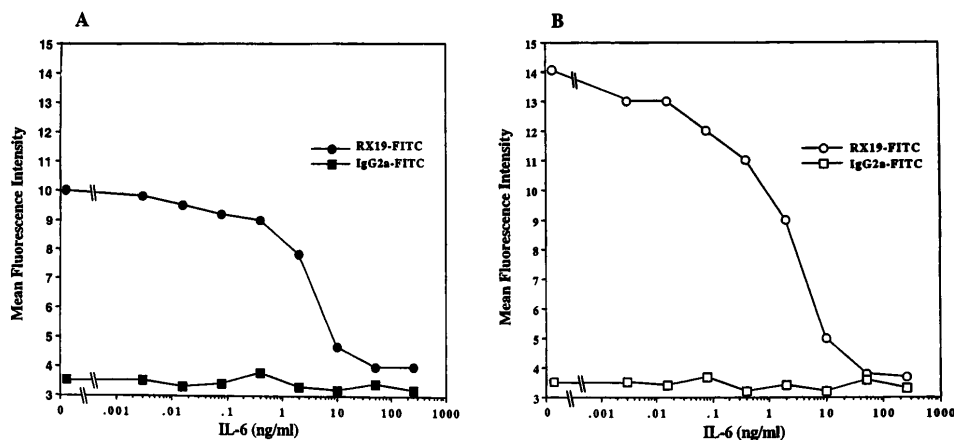 A
Mean Fluorescence Intensity
15
14
13
12
11
10
9
8
7
6
5
4
3
RX19-FITC
IgG2a-FITC
0 .001 .01 .1 1 10 100 1000
IL-6 (ng/ml)
B
Mean Fluorescence Intensity
15
14
13
12
11
10
9
8
7
6
5
4
3
RX19-FITC
IgG2a-FITC
0 .001 .01 .1 1 10 100 1000
IL-6 (ng/ml)